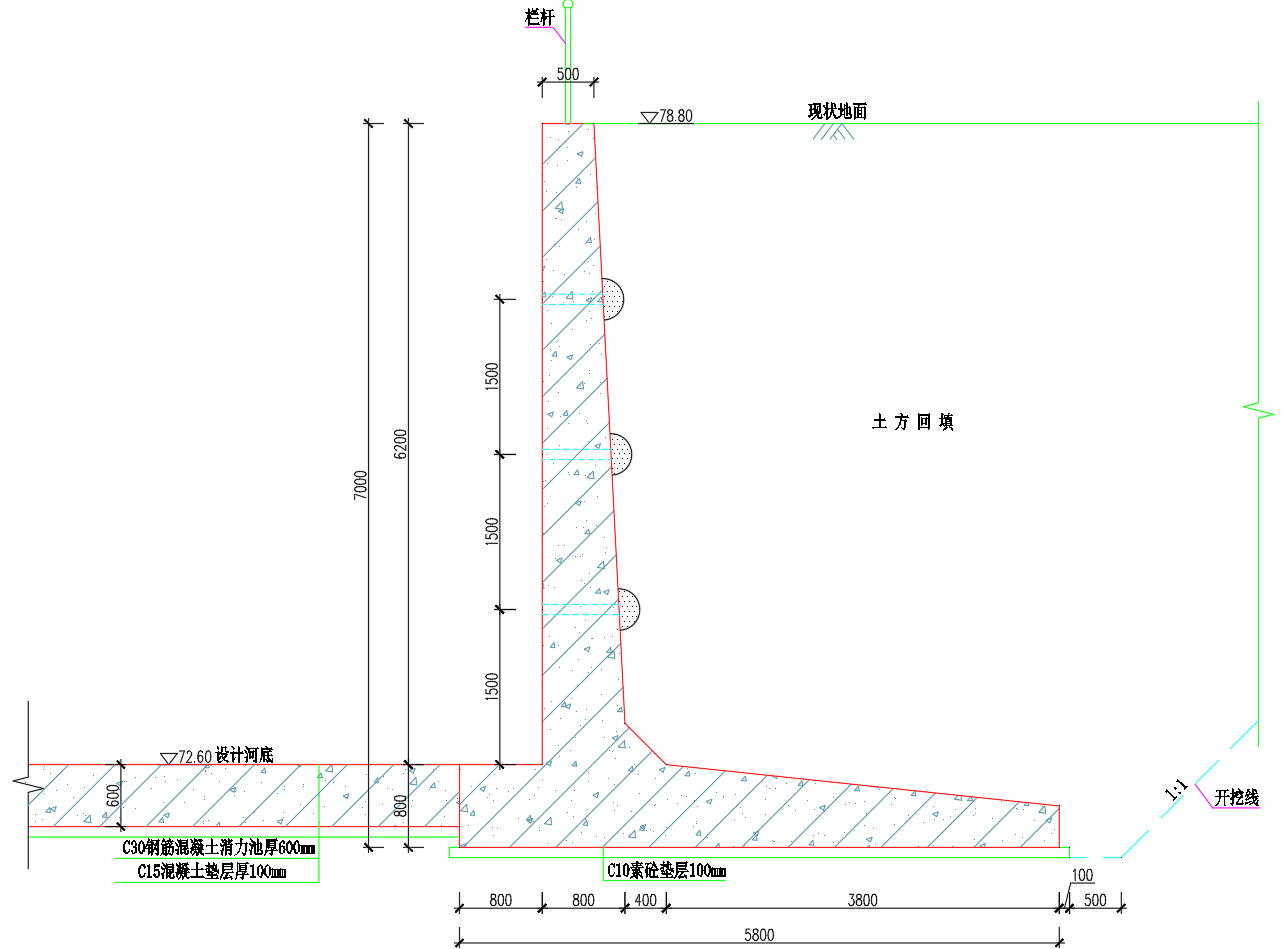 栏杆
500
78.80
现状地面
1500
6200
7000
土方回填
1500
1500
72.60 设计河底
600
800
1:1
开挖线
C30钢筋混凝土消力池厚600mm
C15混凝土垫层厚100mm
C10素砼垫层100mm
100
800
800
400
3800
500
5800